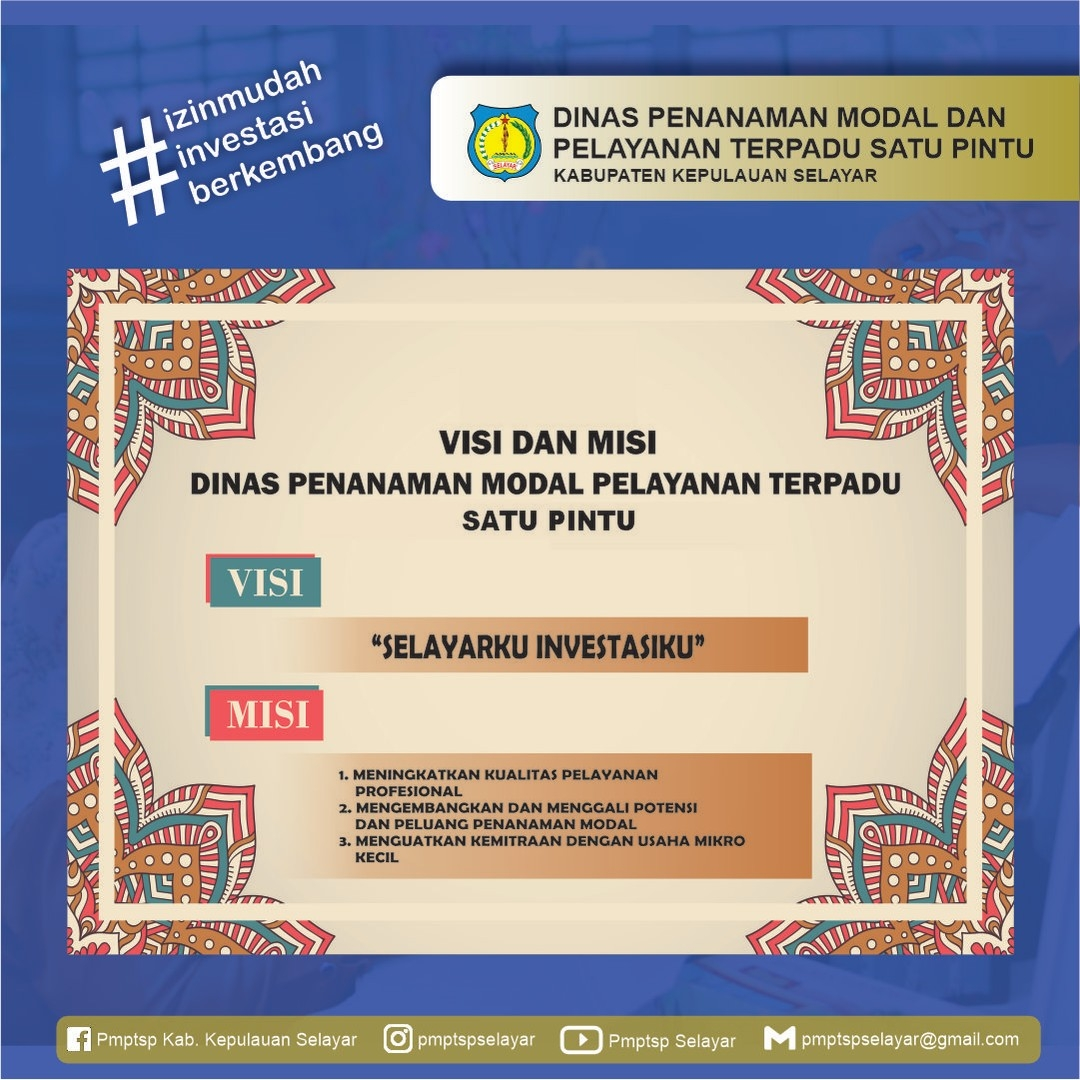 #izinmudah
investasi
berkembang
DINAS PENANAMAN MODAL DAN
PELAYANAN TERPADU SATU PINTU
KABUPATEN KEPULAUAN SELAYAR
SELAYAR
VISI DAN MISI
DINAS PENANAMAN MODAL PELAYANAN TERPADU
SATU PINTU
VISI
“SELAYARKU INVESTASIKU”
MISI
1. MENINGKATKAN KUALITAS PELAYANAN
PROFESIONAL
2. MENGEMBANGKAN DAN MENGGALI POTENSI
DAN PELUANG PENANAMAN MODAL
3. MENGUATKAN KEMITRAAN DENGAN USAHA MIKRO
KECIL
Pmptsp Kab. Kepulauan Selayar
pmptspselayar
Pmptsp Selayar
pmptspselayar@gmail.com